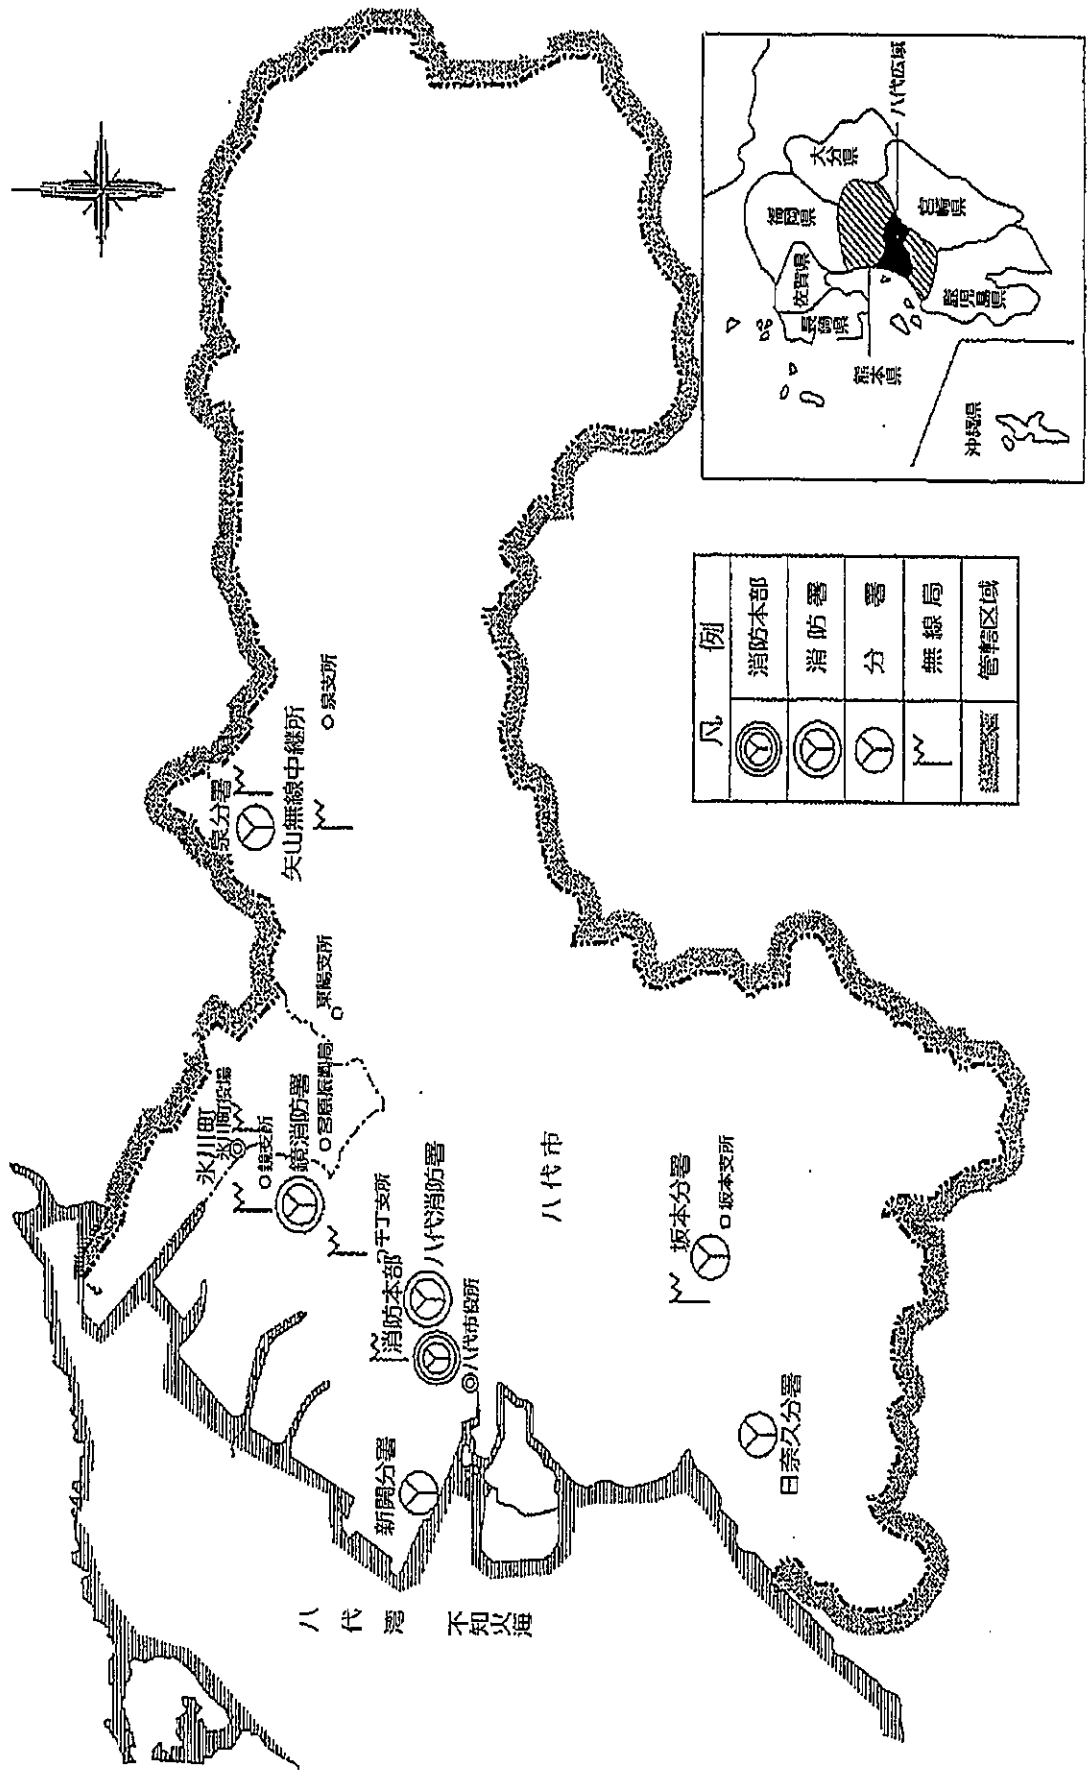 泉分署
矢山無線中継所
泉支所
東陽支所
氷川町
氷川町役場
鏡支所
鏡消防署
宮原振興局
千丁支所
消防本部
八代消防署
八代市役所
八代市
新開分署
坂本分署
坂本支所
日奈久分署
八代湾
不知火海
凡例
消防本部
消防署
分署
無線局
管轄区域
福岡県
大分県
佐賀県
長崎県
熊本県
宮崎県
鹿児島県
沖縄県
八代広域